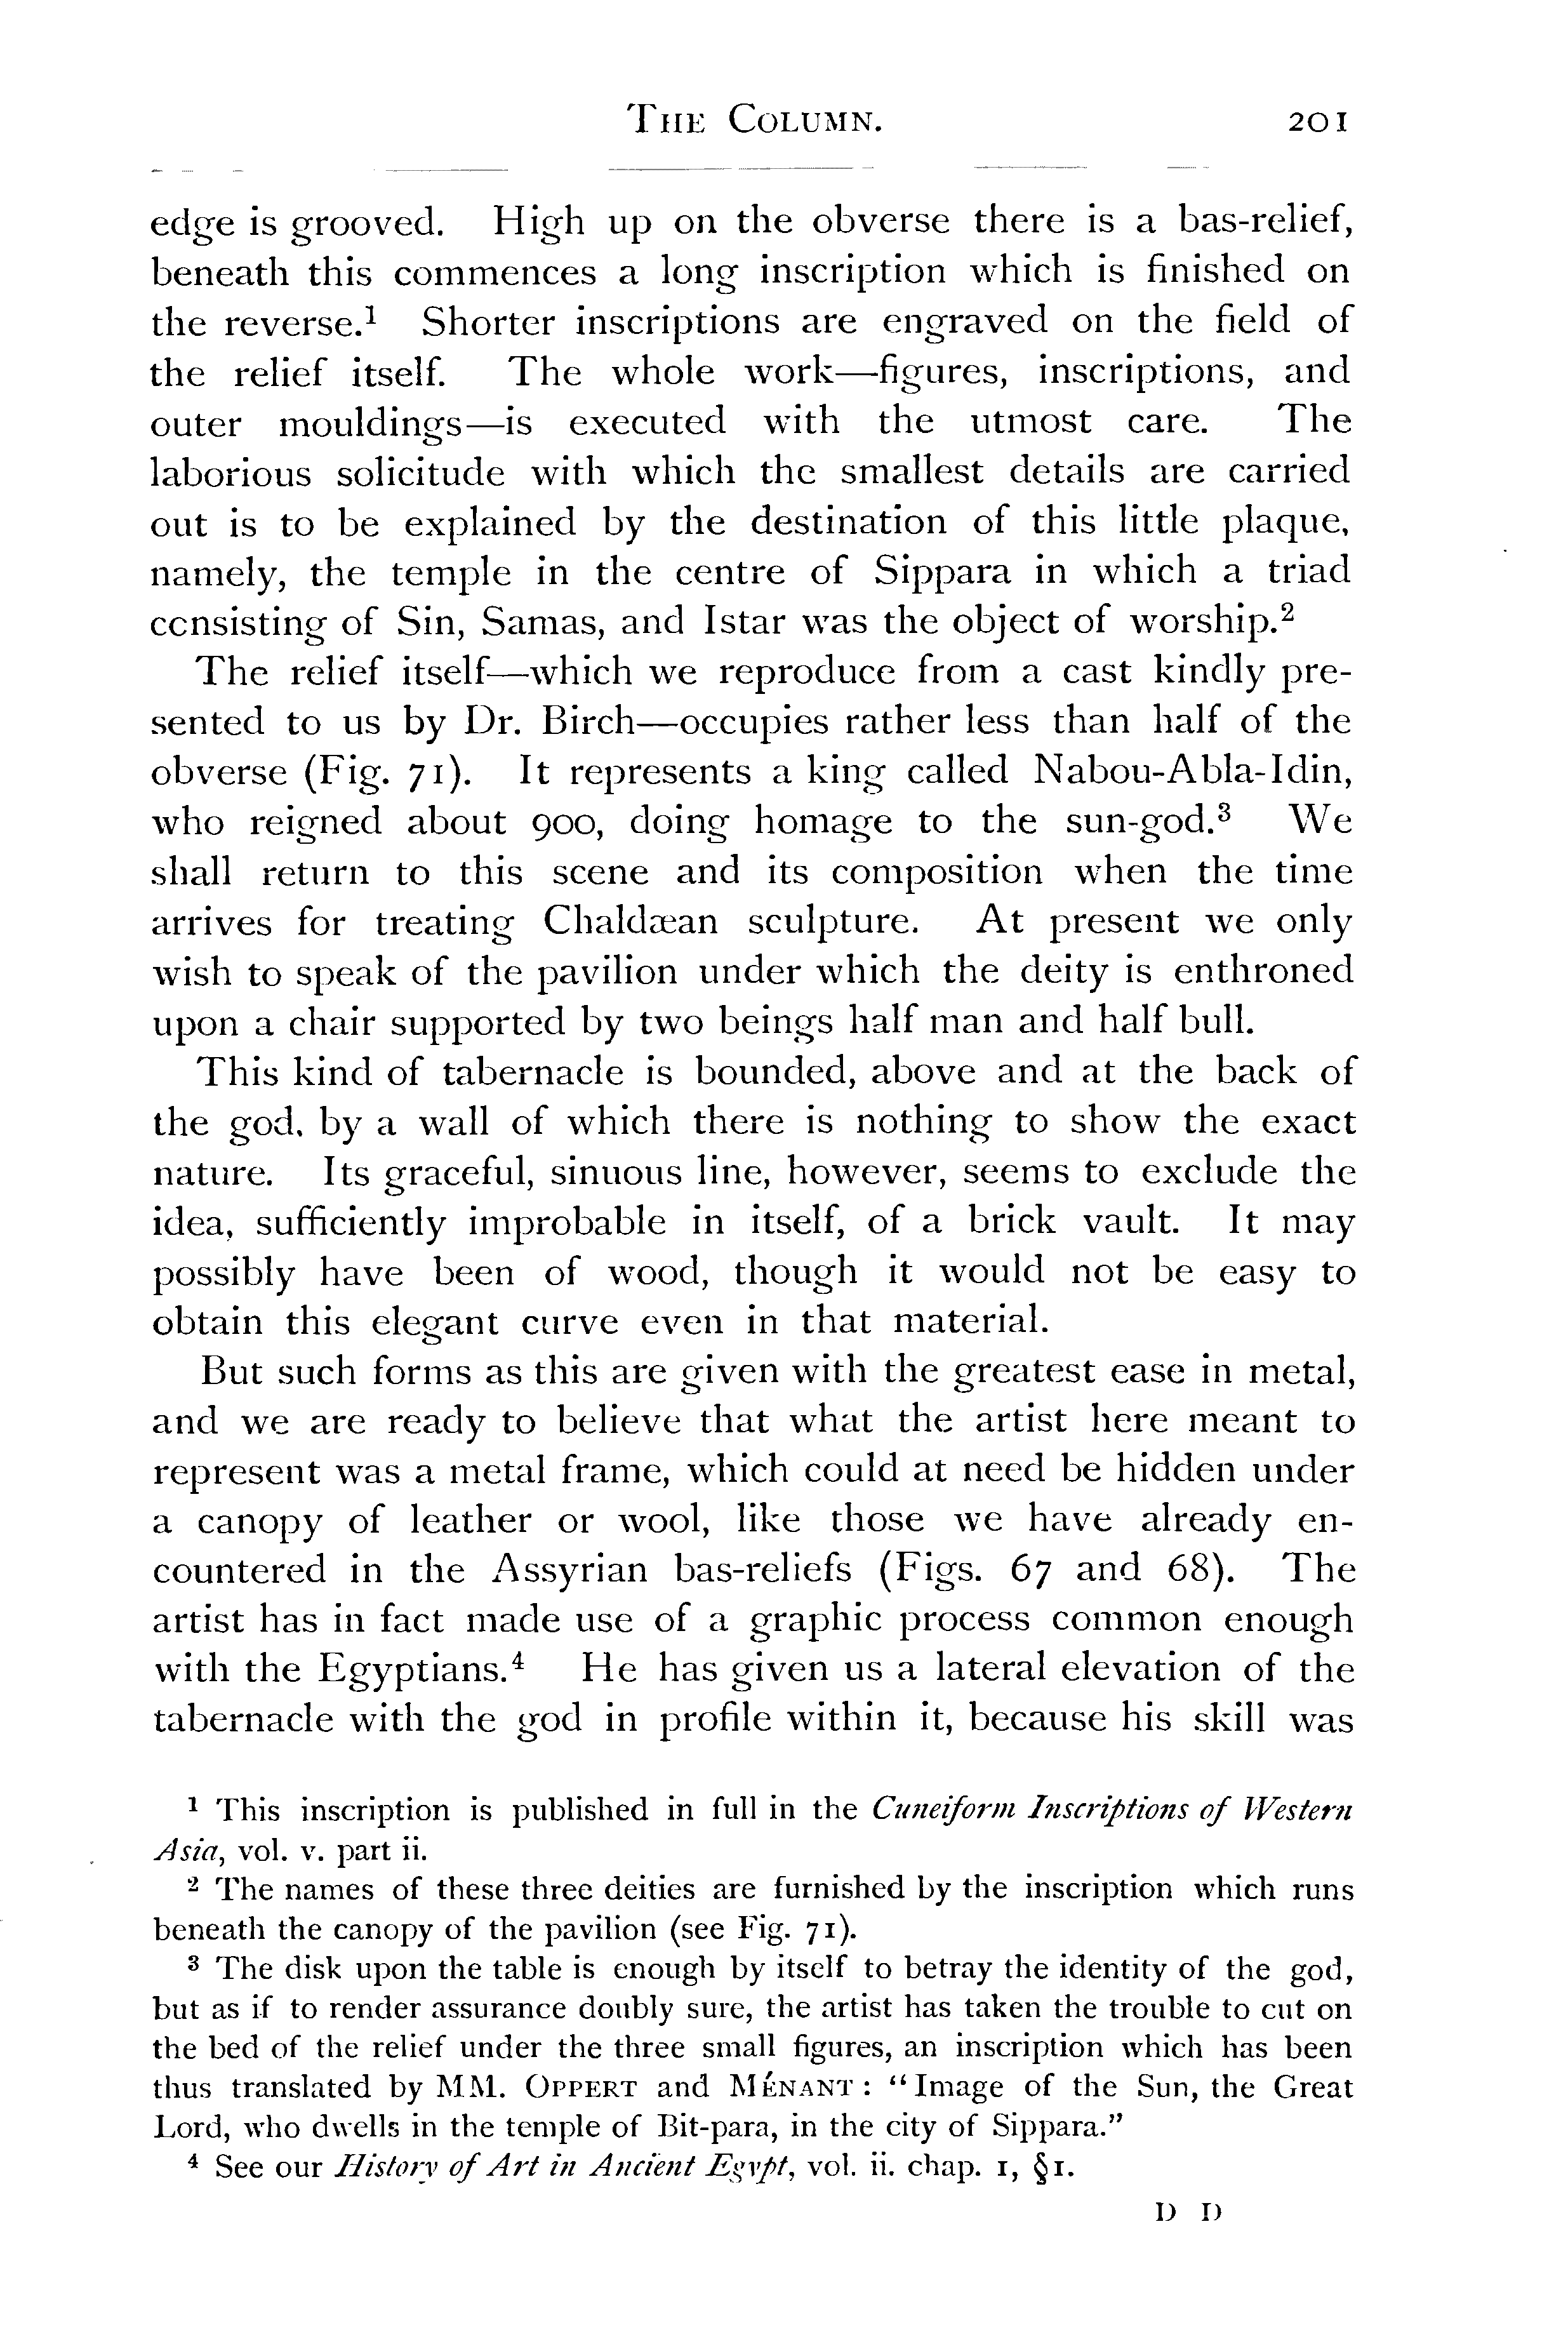 THE COLUMN. 201
edge is grooved. High up on the obverse there is a bas-relief,
beneath this commences a long inscription which is finished on
the reverse.¹ Shorter inscriptions are engraved on the field of
the relief itself. The whole work—figures, inscriptions, and
outer mouldings—is executed with the utmost care. The
laborious solicitude with which the smallest details are carried
out is to be explained by the destination of this little plaque,
namely, the temple in the centre of Sippara in which a triad
ccnsisting of Sin, Samas, and Istar was the object of worship.²
The relief itself—which we reproduce from a cast kindly pre-
sented to us by Dr. Birch—occupies rather less than half of the
obverse (Fig. 71). It represents a king called Nabou-Abla-Idin,
who reigned about 900, doing homage to the sun-god.³ We
shall return to this scene and its composition when the time
arrives for treating Chaldæan sculpture. At present we only
wish to speak of the pavilion under which the deity is enthroned
upon a chair supported by two beings half man and half bull.
This kind of tabernacle is bounded, above and at the back of
the god, by a wall of which there is nothing to show the exact
nature. Its graceful, sinuous line, however, seems to exclude the
idea, sufficiently improbable in itself, of a brick vault. It may
possibly have been of wood, though it would not be easy to
obtain this elegant curve even in that material.
But such forms as this are given with the greatest ease in metal,
and we are ready to believe that what the artist here meant to
represent was a metal frame, which could at need be hidden under
a canopy of leather or wool, like those we have already en-
countered in the Assyrian bas-reliefs (Figs. 67 and 68). The
artist has in fact made use of a graphic process common enough
with the Egyptians.⁴ He has given us a lateral elevation of the
tabernacle with the god in profile within it, because his skill was
¹ This inscription is published in full in the Cuneiform Inscriptions of Western
Asia, vol. v. part ii.
² The names of these three deities are furnished by the inscription which runs
beneath the canopy of the pavilion (see Fig. 71).
³ The disk upon the table is enough by itself to betray the identity of the god,
but as if to render assurance doubly sure, the artist has taken the trouble to cut on
the bed of the relief under the three small figures, an inscription which has been
thus translated by MM. OPPERT and MÉNANT: “Image of the Sun, the Great
Lord, who dwells in the temple of Bit-para, in the city of Sippara.”
⁴ See our History of Art in Ancient Egypt, vol. ii. chap. 1, §1.
D D